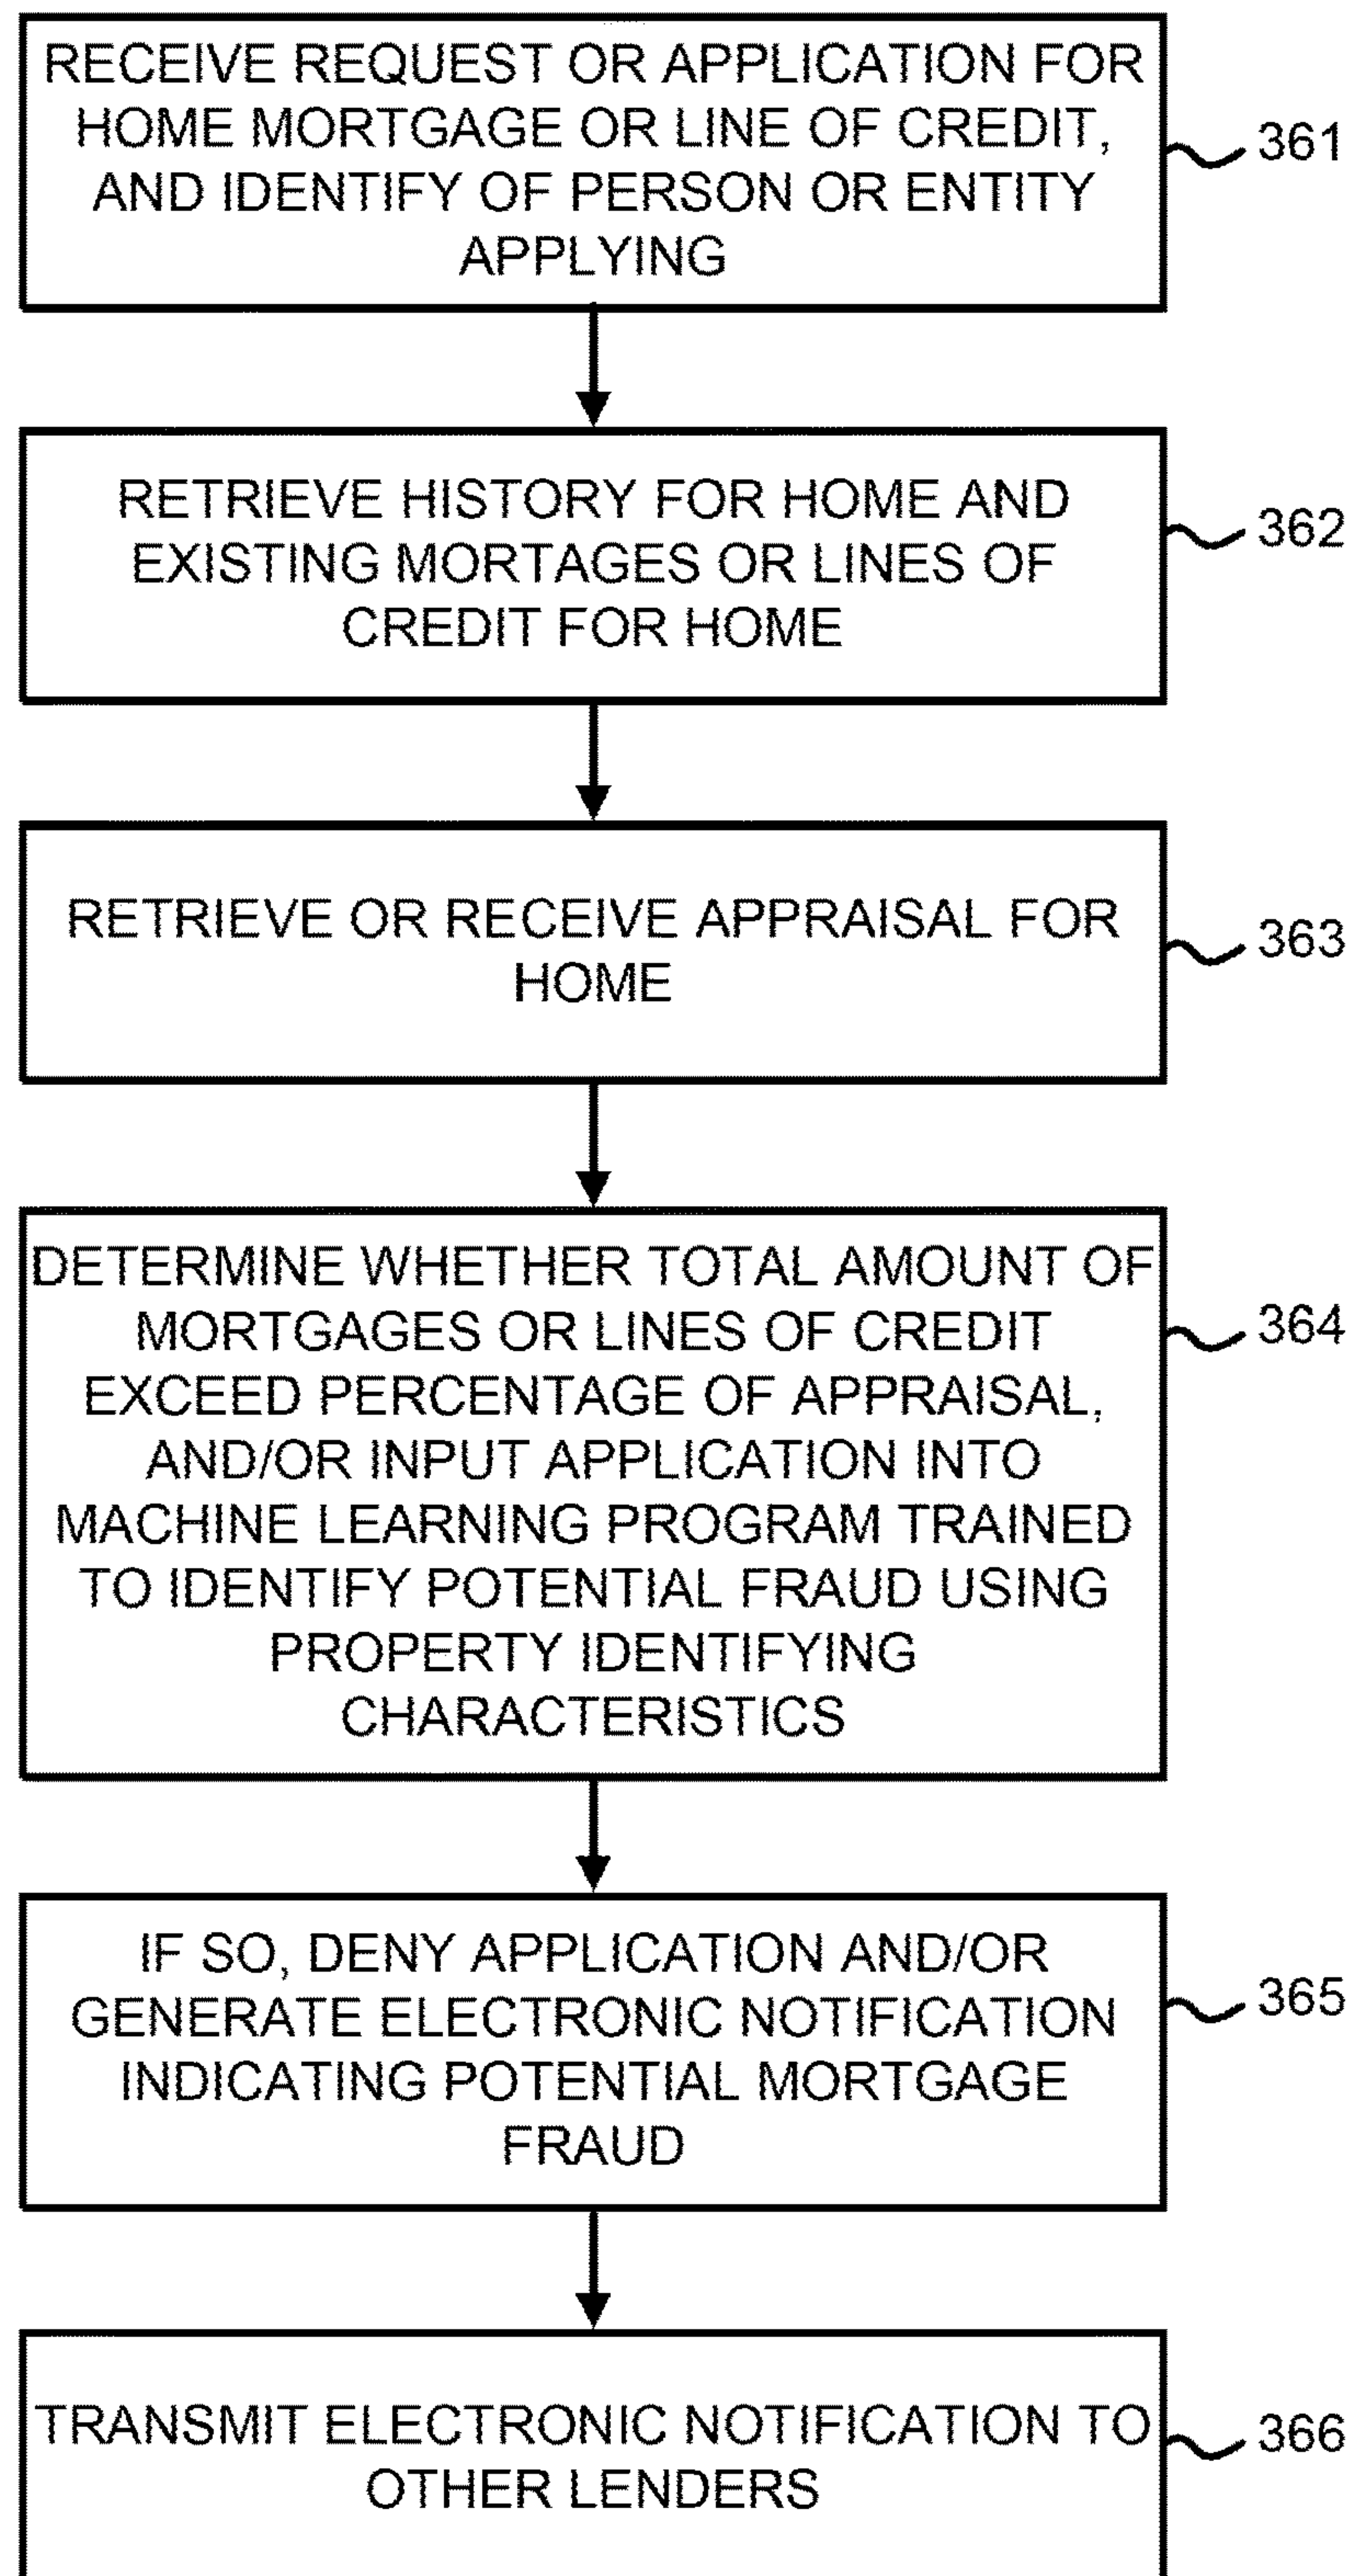 RECEIVE REQUEST OR APPLICATION FOR
HOME MORTGAGE OR LINE OF CREDIT,
AND IDENTIFY OF PERSON OR ENTITY
APPLYING
361
RETRIEVE HISTORY FOR HOME AND
EXISTING MORTAGES OR LINES OF
CREDIT FOR HOME
362
RETRIEVE OR RECEIVE APPRAISAL FOR
HOME
363
DETERMINE WHETHER TOTAL AMOUNT OF
MORTGAGES OR LINES OF CREDIT
EXCEED PERCENTAGE OF APPRAISAL,
AND/OR INPUT APPLICATION INTO
MACHINE LEARNING PROGRAM TRAINED
TO IDENTIFY POTENTIAL FRAUD USING
PROPERTY IDENTIFYING
CHARACTERISTICS
364
IF SO, DENY APPLICATION AND/OR
GENERATE ELECTRONIC NOTIFICATION
INDICATING POTENTIAL MORTGAGE
FRAUD
365
TRANSMIT ELECTRONIC NOTIFICATION TO
OTHER LENDERS
366